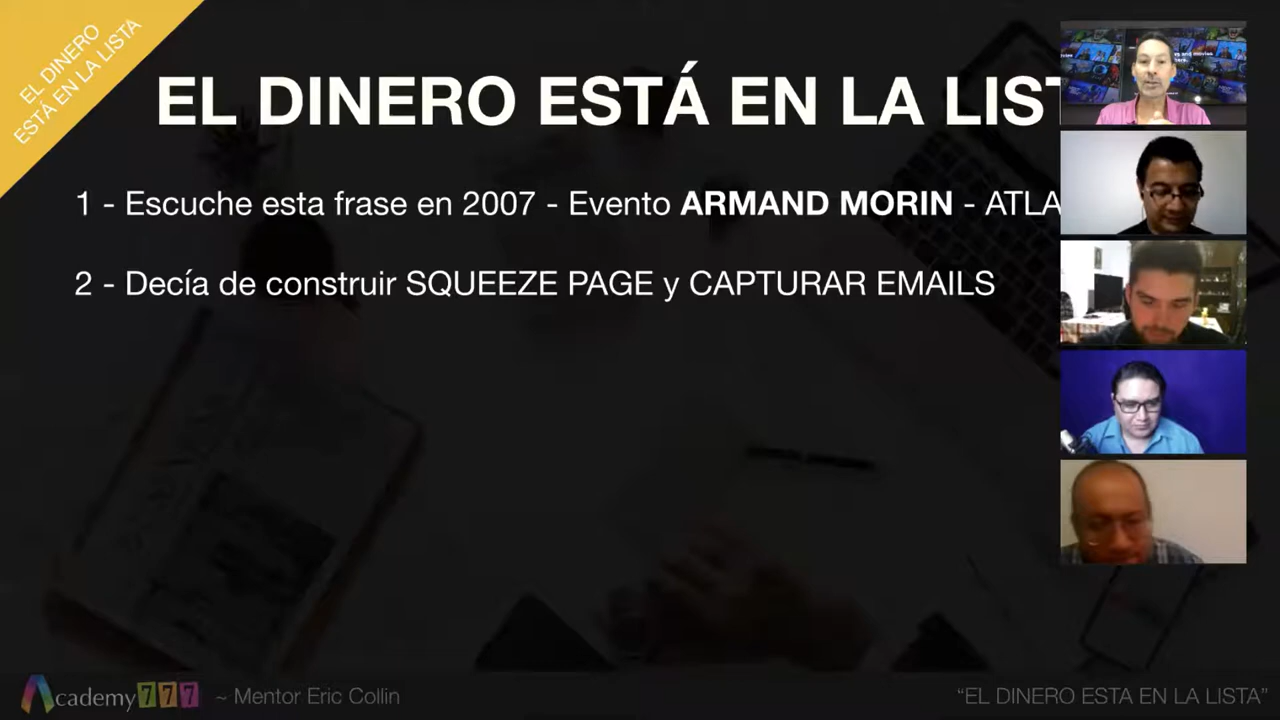 EL DINERO
ESTÁ EN LA LISTA
EL DINERO ESTÁ EN LA LIST
1 - Escuche esta frase en 2007 - Evento ARMAND MORIN - ATLA
2 - Decía de construir SQUEEZE PAGE y CAPTURAR EMAILS
Academy777 ~ Mentor Eric Collin
“EL DINERO ESTA EN LA LISTA”